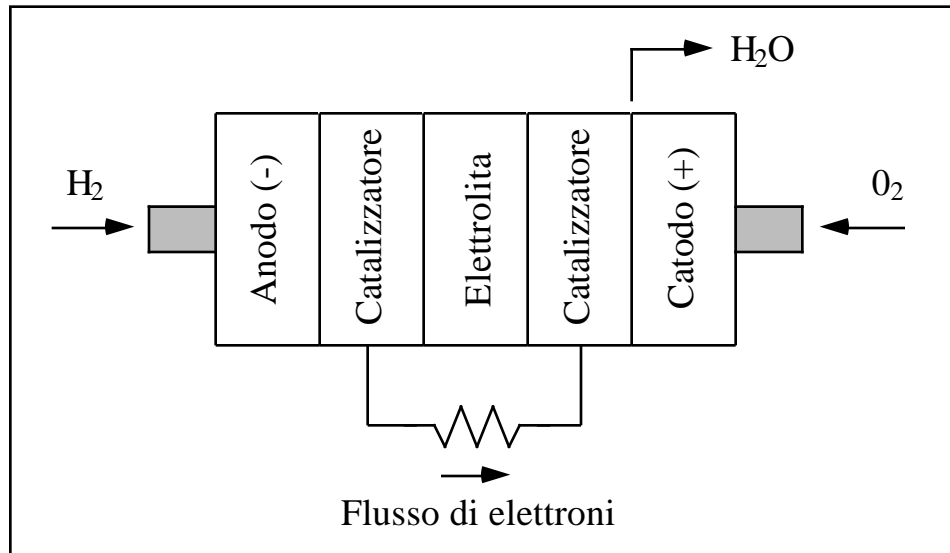 H₂O
H₂
Anodo (-)
Catalizzatore
Elettrolita
Catalizzatore
Catodo (+)
0₂
Flusso di elettroni